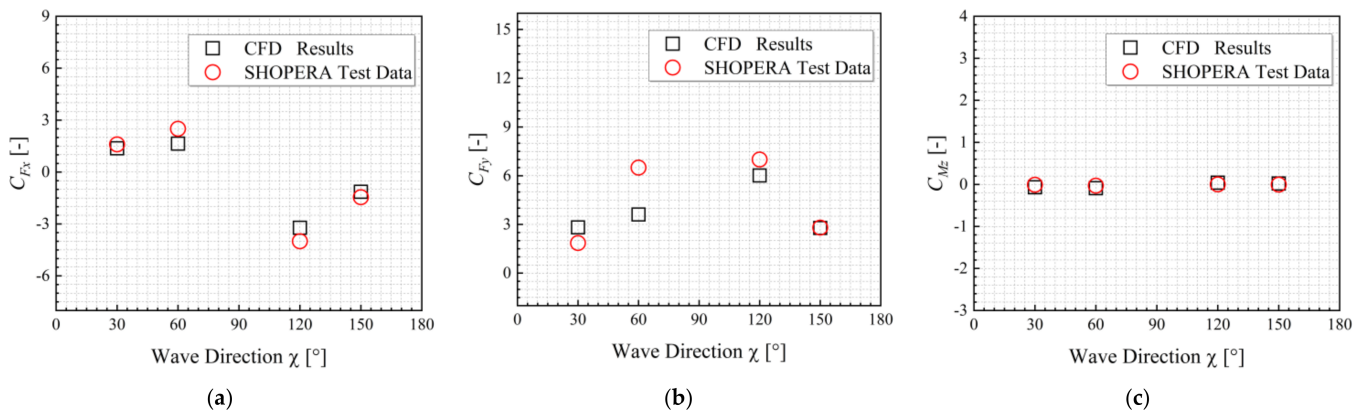 9
6
3
0
-3
-6
C_Fx [-]
CFD Results
SHOPERA Test Data
0 30 60 90 120 150 180
Wave Direction χ [°]
(a)
15
12
9
6
3
0
C_Fy [-]
CFD Results
SHOPERA Test Data
0 30 60 90 120 150 180
Wave Direction χ [°]
(b)
4
3
2
1
0
-1
-2
-3
C_Mz [-]
CFD Results
SHOPERA Test Data
0 30 60 90 120 150 180
Wave Direction χ [°]
(c)